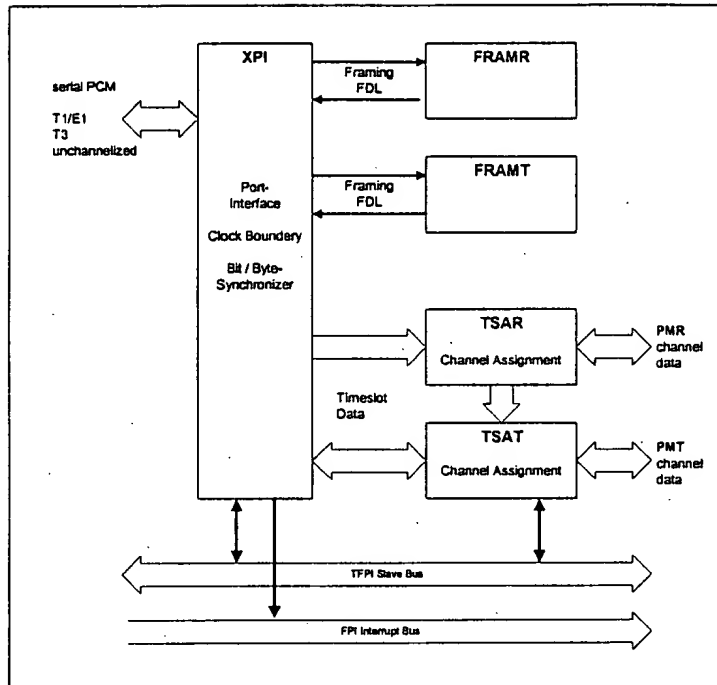 XPI
serial PCM
T1/E1
T3
unchannelized
Port-
Interface
Clock Boundary
Bit / Byte-
Synchronizer
Framing
FDL
FRAMR
Framing
FDL
FRAMT
TSAR
Channel Assignment
PMR
channel
data
Timeslot
Data
TSAT
Channel Assignment
PMT
channel
data
TFPI Slave Bus
FPI Interrupt Bus